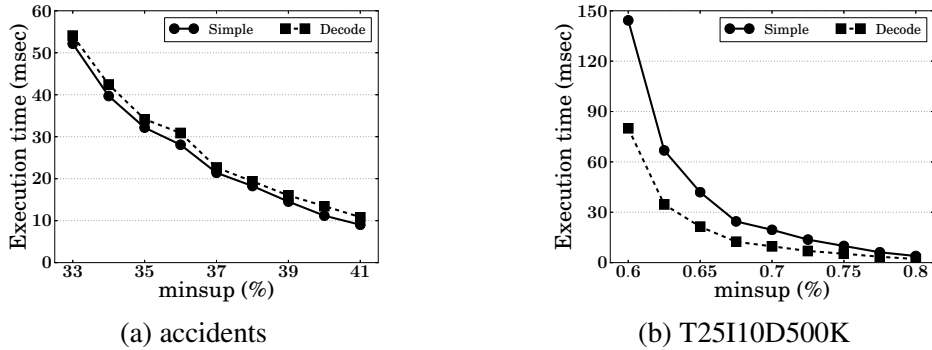 Execution time (msec)
60
50
40
30
20
10
0
Simple Decode
33 35 37 39 41
minsup (%)
(a) accidents
Execution time (msec)
150
120
90
60
30
0
Simple Decode
0.6 0.65 0.7 0.75 0.8
minsup (%)
(b) T25I10D500K